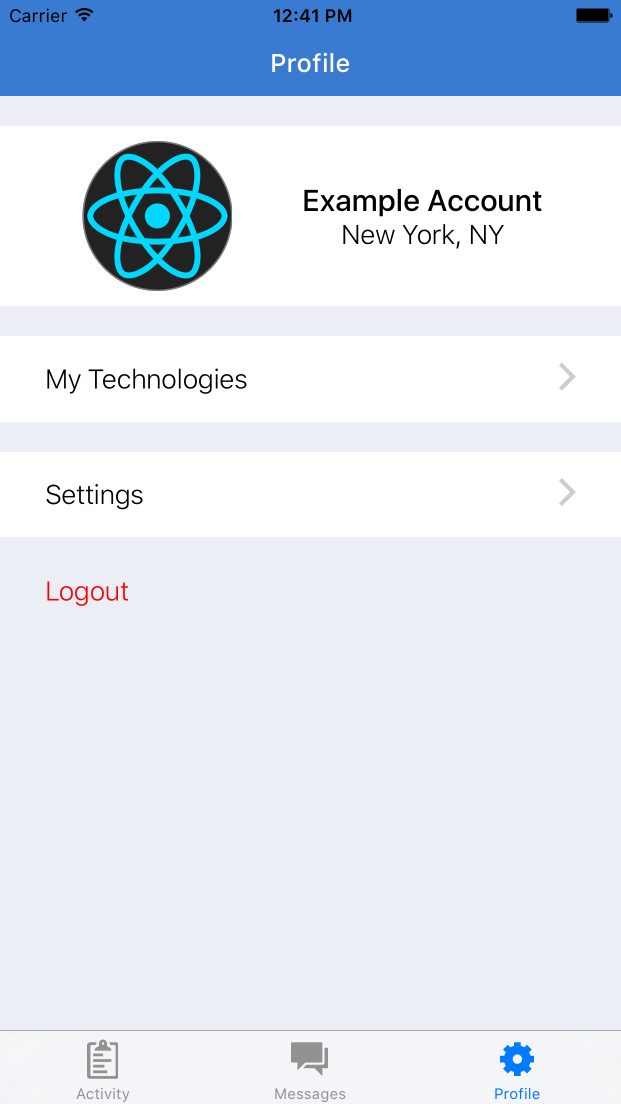 Carrier 12:41 PM
Profile
Example Account
New York, NY
My Technologies
Settings
Logout
Activity Messages Profile